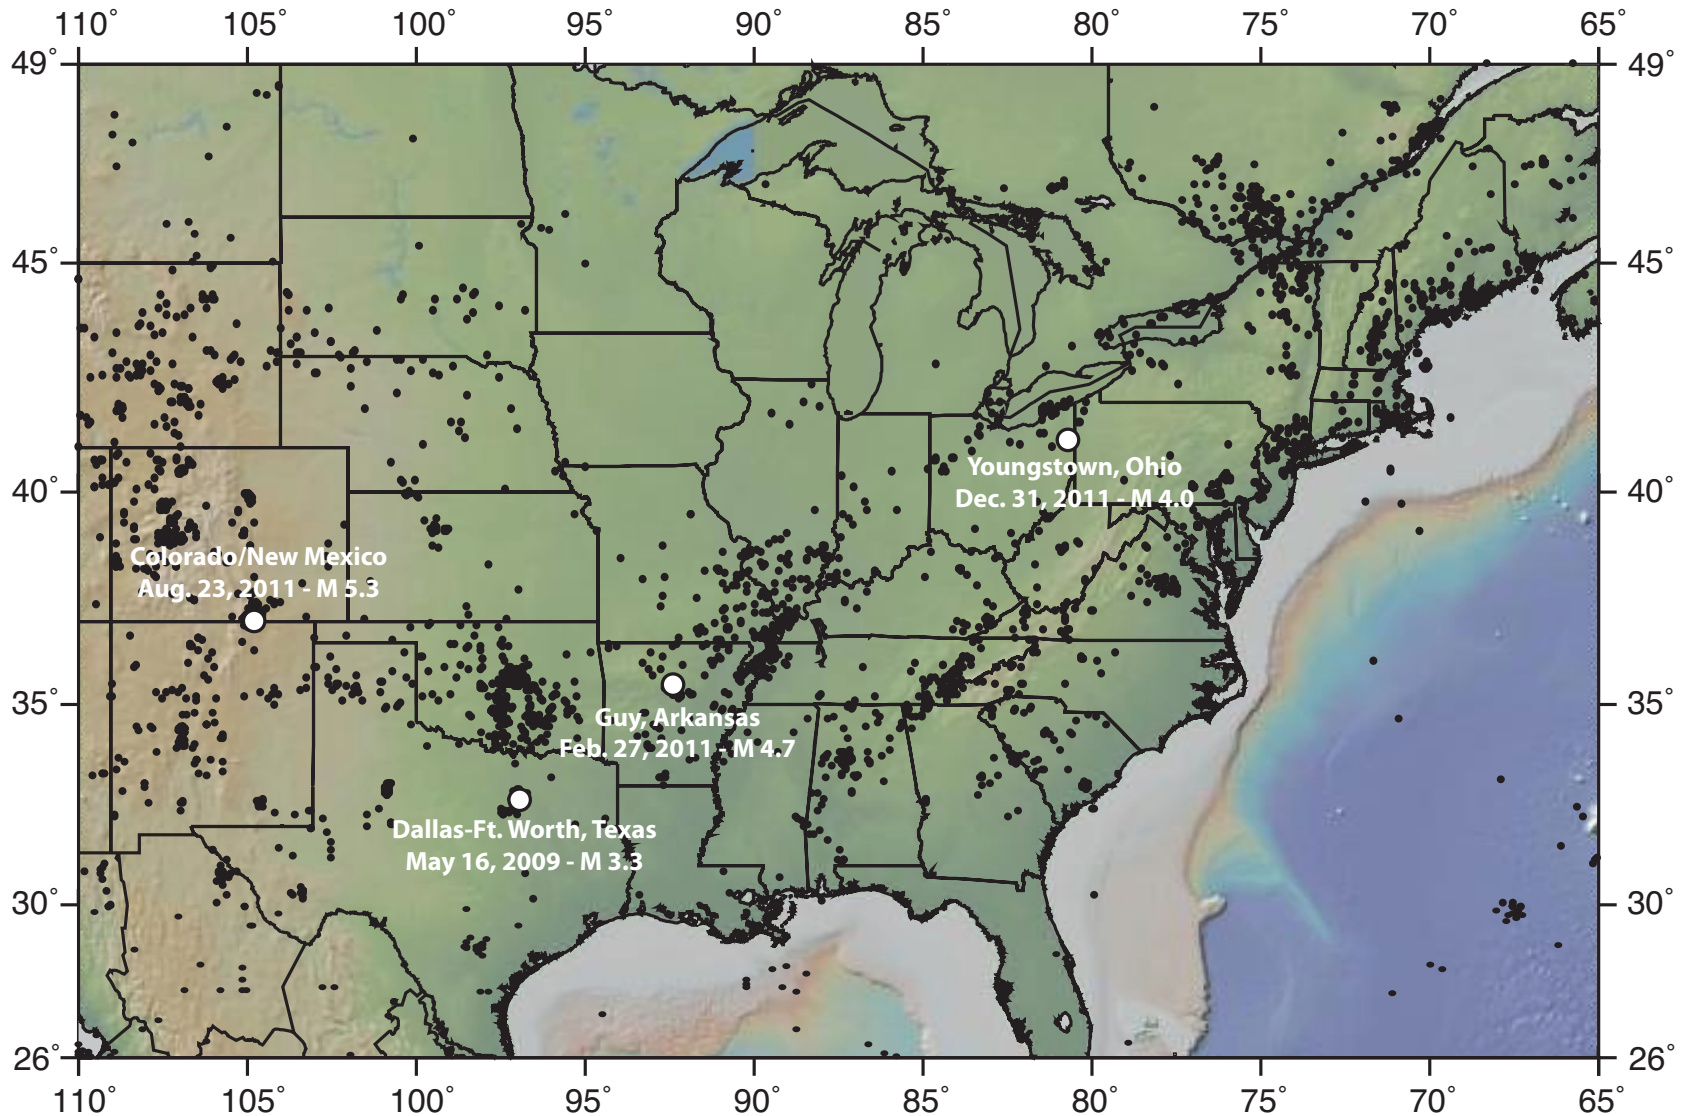 110° 105° 100° 95° 90° 85° 80° 75° 70° 65°
49° 49°
45° 45°
Youngstown, Ohio
Dec. 31, 2011 - M 4.0
40° 40°
Colorado/New Mexico
Aug. 23, 2011 - M 5.3
35° 35°
Guy, Arkansas
Feb. 27, 2011 - M 4.7
Dallas-Ft. Worth, Texas
May 16, 2009 - M 3.3
30° 30°
26° 26°
110° 105° 100° 95° 90° 85° 80° 75° 70° 65°